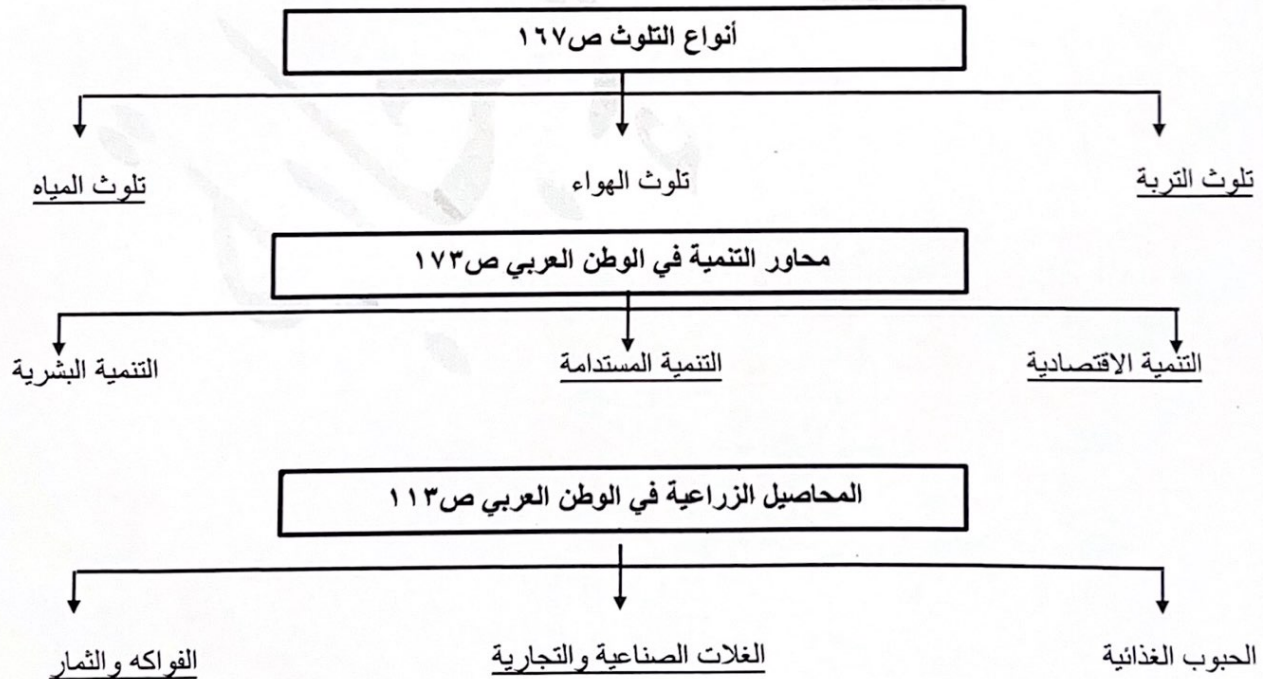 أنواع التلوث ص١٦٧
تلوث التربة
تلوث الهواء
تلوث المياه
محاور التنمية في الوطن العربي ص١٧٣
التنمية الاقتصادية
التنمية المستدامة
التنمية البشرية
المحاصيل الزراعية في الوطن العربي ص١١٣
الحبوب الغذائية
الغلات الصناعية والتجارية
الفواكه والثمار